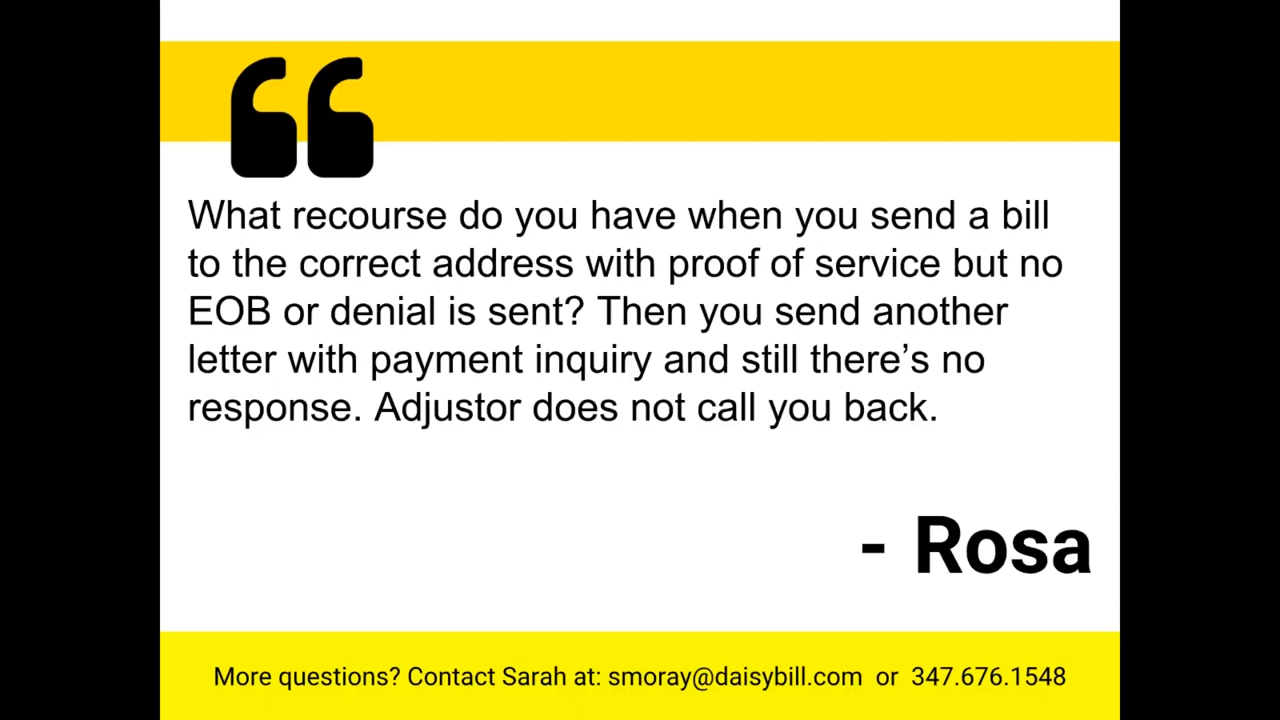 What recourse do you have when you send a bill
to the correct address with proof of service but no
EOB or denial is sent? Then you send another
letter with payment inquiry and still there’s no
response. Adjustor does not call you back.
- Rosa
More questions? Contact Sarah at: smoray@daisybill.com or 347.676.1548